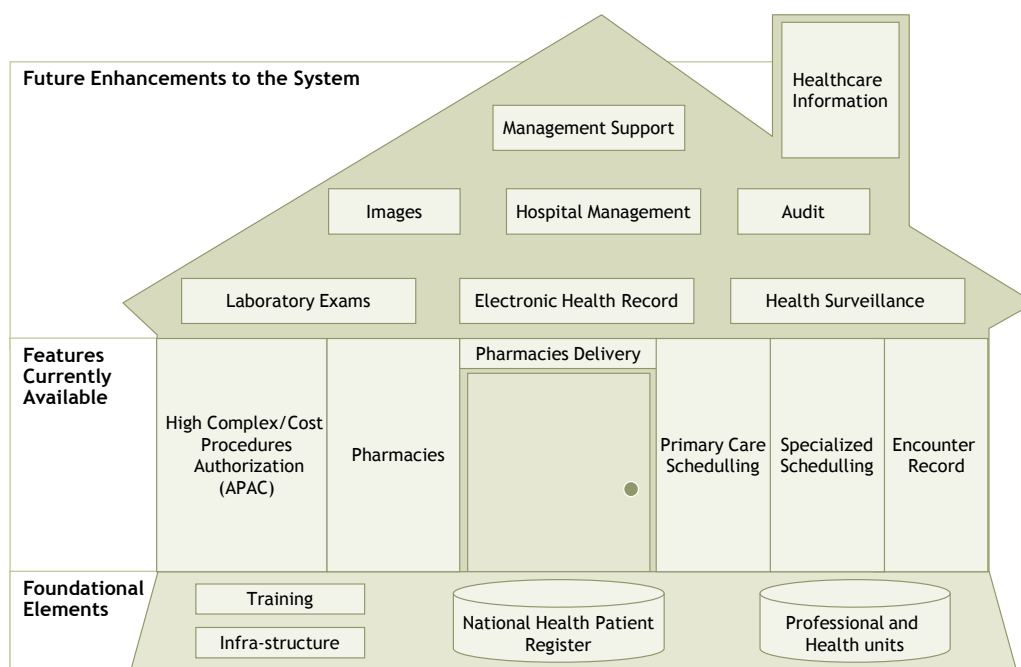 Future Enhancements to the System
Healthcare
Information
Management Support
Images
Hospital Management
Audit
Laboratory Exams
Electronic Health Record
Health Surveillance
Features
Currently
Available
Pharmacies Delivery
High Complex/Cost
Procedures
Authorization
(APAC)
Pharmacies
Primary Care
Schedulling
Specialized
Schedulling
Encounter
Record
Foundational
Elements
Training
Infra-structure
National Health Patient
Register
Professional and
Health units